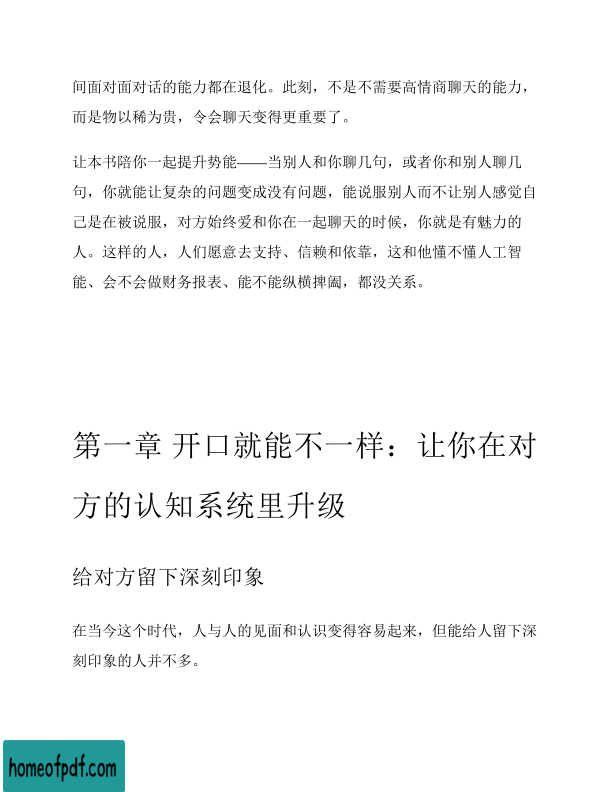 间面对面对话的能力都在退化。此刻，不是不需要高情商聊天的能力，
而是物以稀为贵，令会聊天变得更重要了。
让本书陪你一起提升势能——当别人和你聊几句，或者你和别人聊几
句，你就能让复杂的问题变成没有问题，能说服别人而不让别人感觉自
己是在被说服，对方始终爱和你在一起聊天的时候，你就是有魅力的
人。这样的人，人们愿意去支持、信赖和依靠，这和他懂不懂人工智
能、会不会做财务报表、能不能纵横捭阖，都没关系。
第一章 开口就能不一样：让你在对
方的认知系统里升级
给对方留下深刻印象
在当今这个时代，人与人的见面和认识变得容易起来，但能给人留下深
刻印象的人并不多。
homeofpdf.com